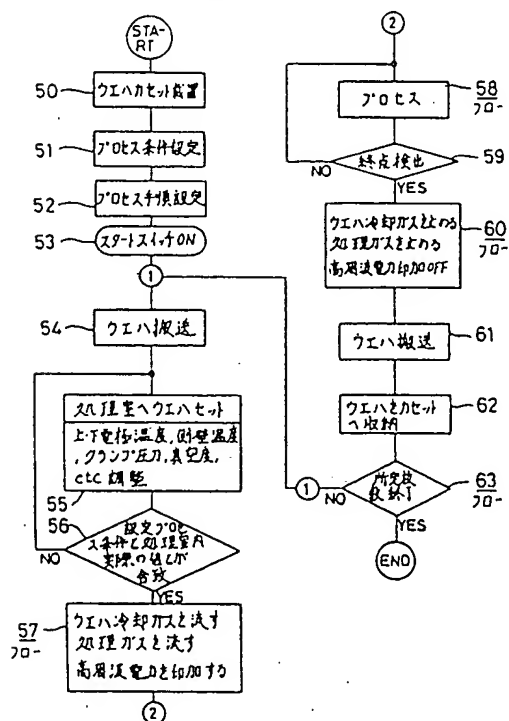 STA-
RT
50
ウエハカセット載置
51
プロセス条件設定
52
プロセス手順設定
53
スタートスイッチON
1
54
ウエハ搬送
処理室へウエハセット
上・下電極温度,側壁温度
,クランプ圧力,真空度,
etc 調整
55
56
設定プロセ
ス条件と処理室内
実際の値とが
合致
NO
YES
57
フロー
ウエハ冷却ガスを流す
処理ガスを流す
高周波電力を印加する
2
2
プロセス
58
フロー
終点検出
59
NO
YES
ウエハ冷却ガスを止める
処理ガスを止める
高周波電力印加OFF
60
フロー
ウエハ搬送
61
ウエハをカセット
へ収納
62
1
NO
所定枚
数終了
63
フロー
YES
END